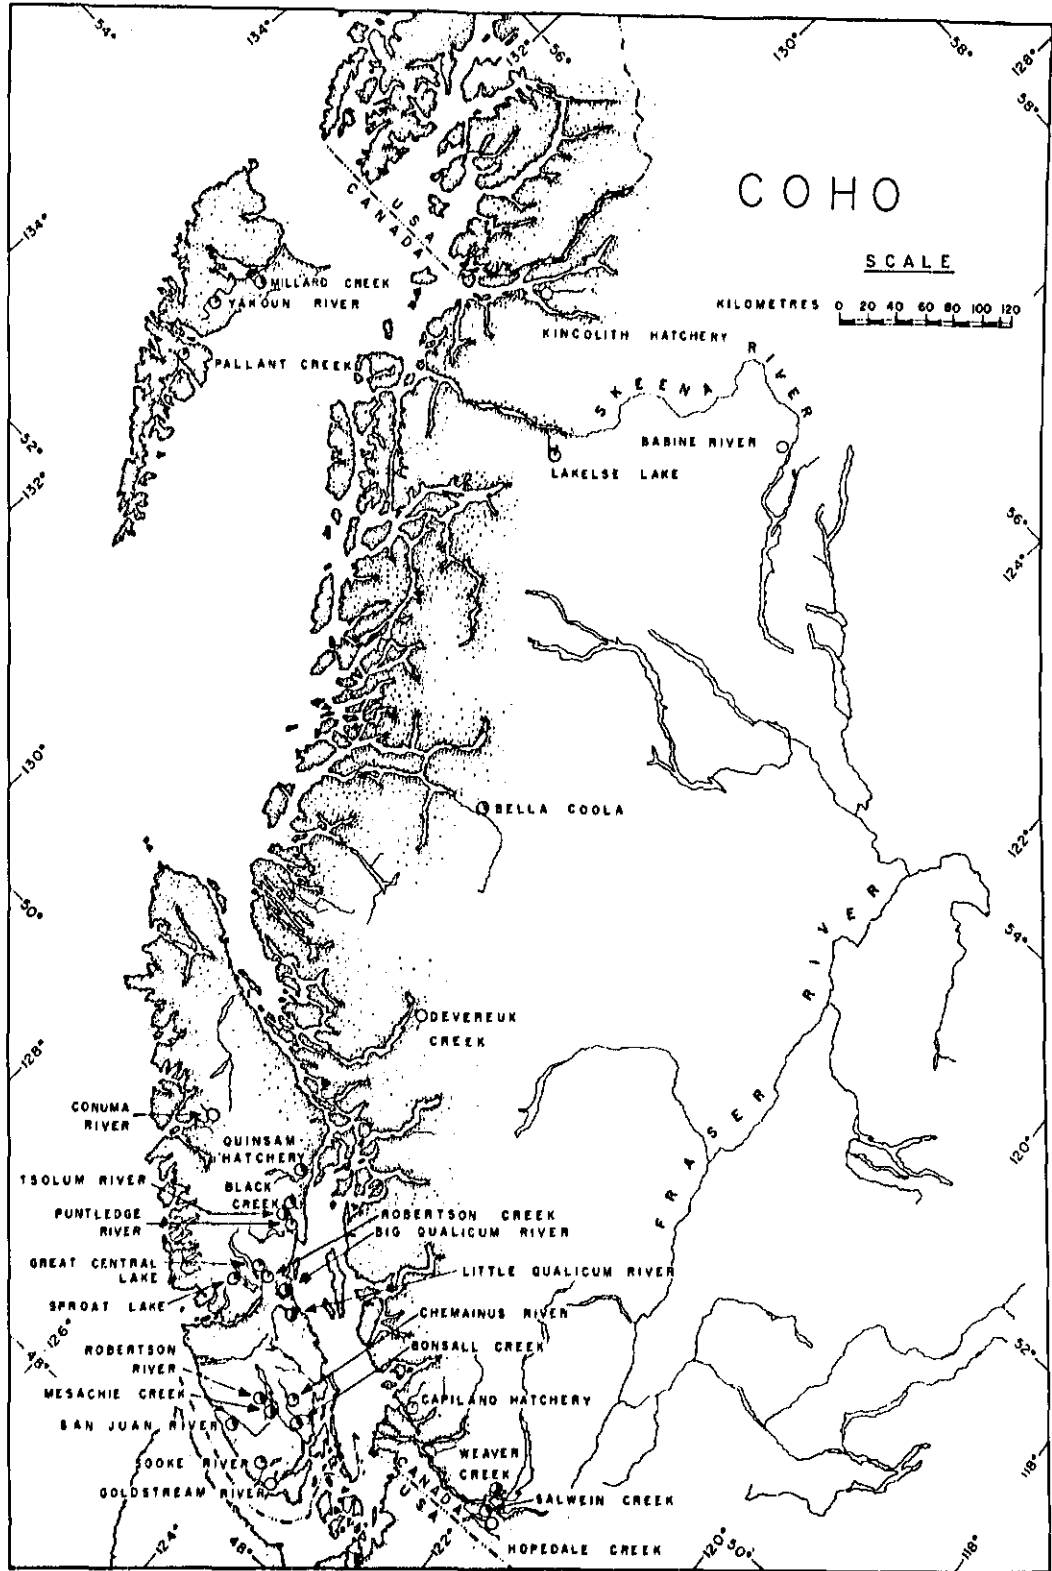 54°
134°
132°
56°
130°
58°
128°
58°
COHO
SCALE
KILOMETRES 0 20 40 60 80 100 120
USA
CANADA
134°
MILLARD CREEK
YAKOUN RIVER
KINCOLITH HATCHERY
PALLANT CREEK
SKEENA RIVER
BABINE RIVER
LAKELSE LAKE
52°
132°
56°
124°
130°
BELLA COOLA
122°
50°
54°
FRASER RIVER
DEVEREUK
CREEK
128°
CONUMA
RIVER
120°
QUINSAM
HATCHERY
TSOLUM RIVER
BLACK
CREEK
PUNTLEDGE
RIVER
ROBERTSON CREEK
BIG QUALICUM RIVER
GREAT CENTRAL
LAKE
LITTLE QUALICUM RIVER
SPROAT LAKE
CHEMAINUS RIVER
126°
48°
ROBERTSON
RIVER
BONSALL CREEK
52°
MESACHIE CREEK
CAPILANO HATCHERY
SAN JUAN RIVER
SOOKE RIVER
WEAVER
CREEK
118°
GOLDSTREAM RIVER
CANADA
USA
SALWEIN CREEK
HOPEDALE CREEK
124°
48°
122°
120°
50°
118°